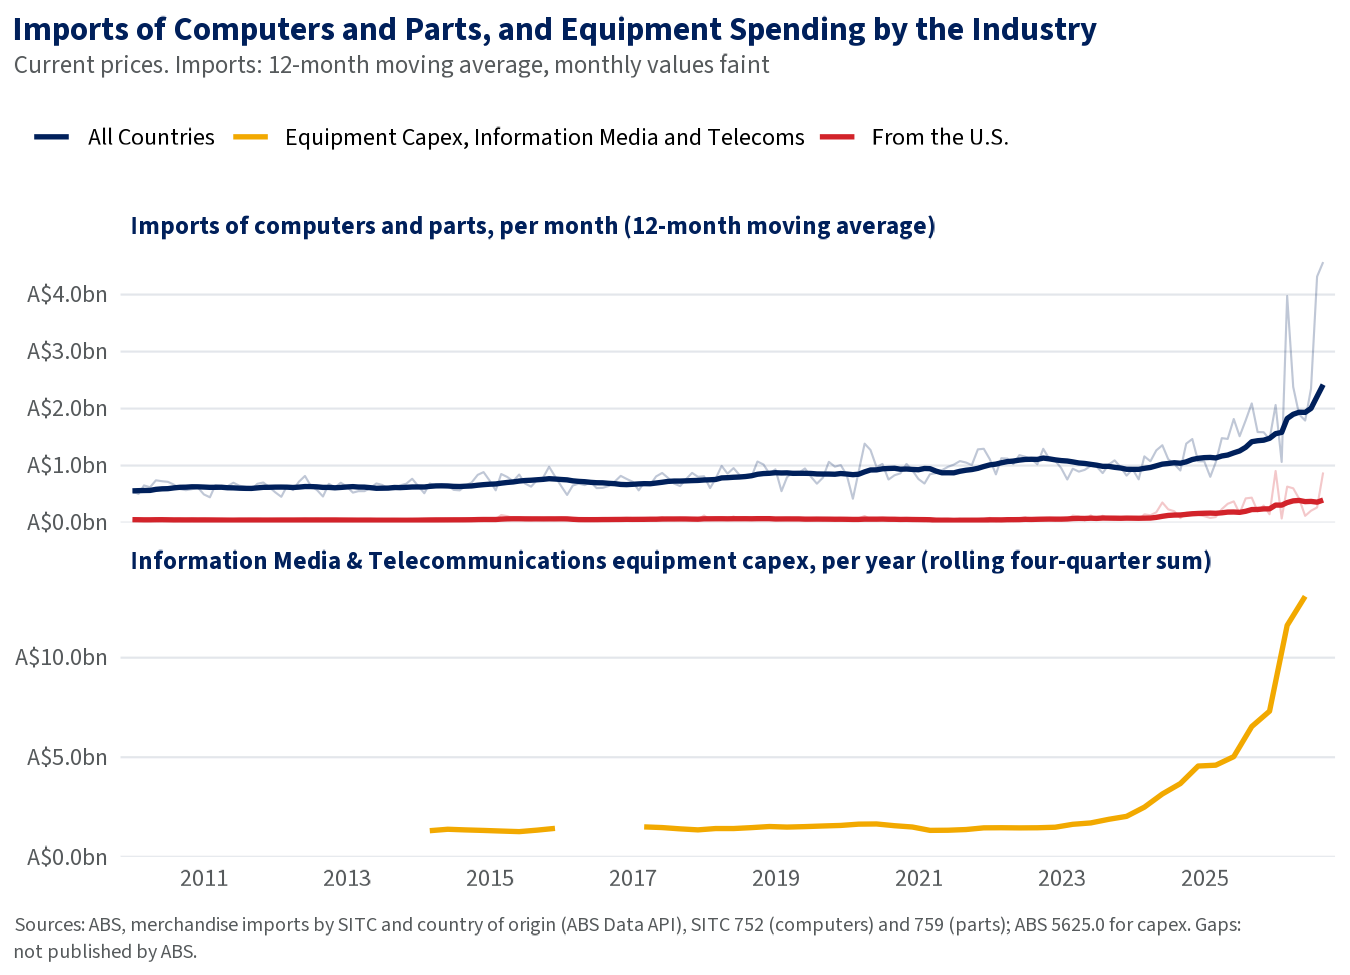 Imports of Computers and Parts, and Equipment Spending by the Industry
Current prices. Imports: 12-month moving average, monthly values faint
All Countries
Equipment Capex, Information Media and Telecoms
From the U.S.
Imports of computers and parts, per month (12-month moving average)
A$4.0bn
A$3.0bn
A$2.0bn
A$1.0bn
A$0.0bn
Information Media & Telecommunications equipment capex, per year (rolling four-quarter sum)
A$10.0bn
A$5.0bn
A$0.0bn
2011 2013 2015 2017 2019 2021 2023 2025
Sources: ABS, merchandise imports by SITC and country of origin (ABS Data API), SITC 752 (computers) and 759 (parts); ABS 5625.0 for capex. Gaps:
not published by ABS.